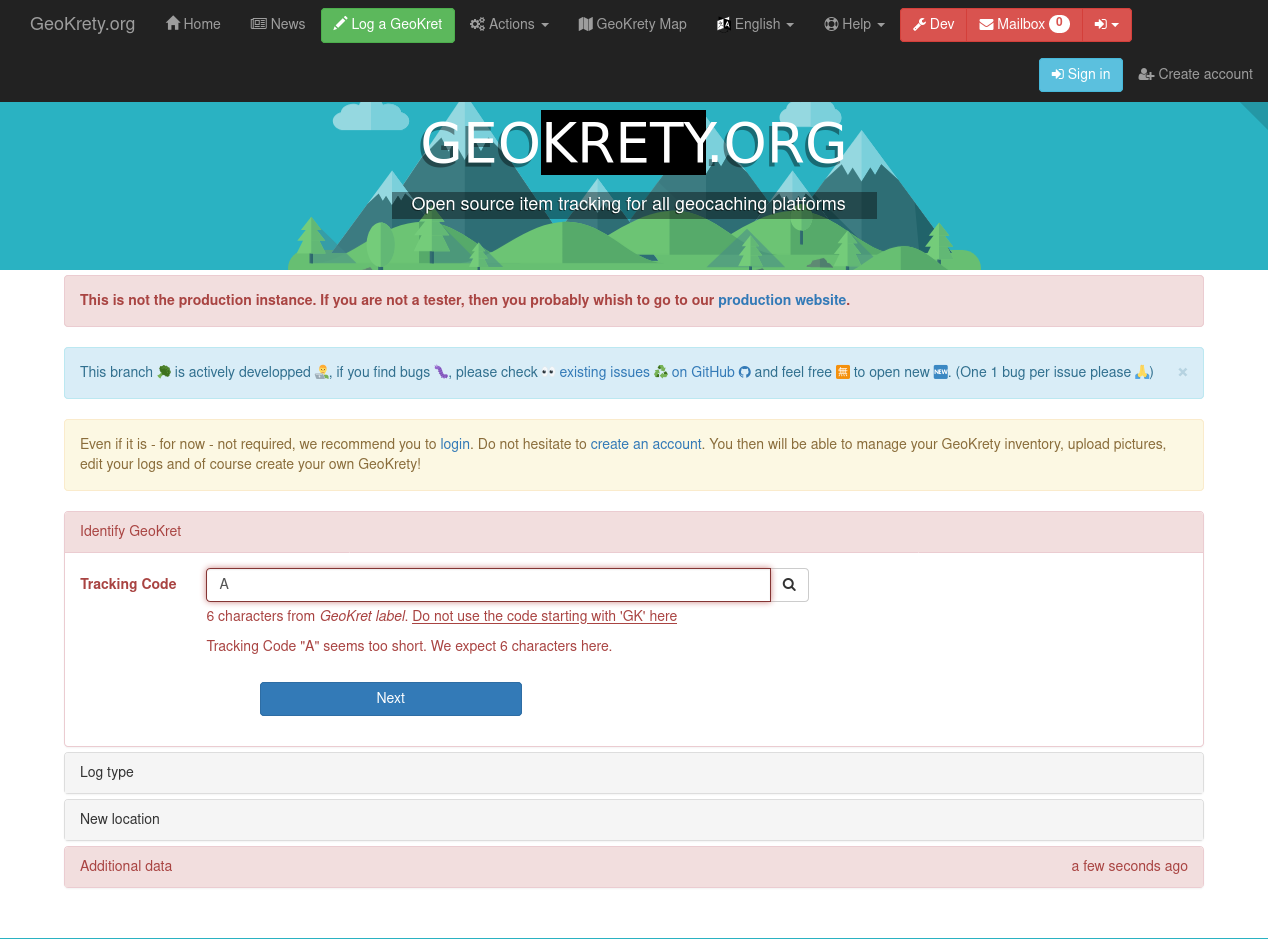 GeoKrety.org Home News Log a GeoKret Actions GeoKrety Map English Help Dev Mailbox 0
Sign in Create account
GEOKRETY.ORG
Open source item tracking for all geocaching platforms
This is not the production instance. If you are not a tester, then you probably whish to go to our production website.
This branch 🌳 is actively developped 👨‍💻, if you find bugs 🐛, please check 👀 existing issues ♻ on GitHub and feel free 🈚 to open new 🆕. (One 1 bug per issue please 🙏) ×
Even if it is - for now - not required, we recommend you to login. Do not hesitate to create an account. You then will be able to manage your GeoKrety inventory, upload pictures,
edit your logs and of course create your own GeoKrety!
Identify GeoKret
Tracking Code A
6 characters from GeoKret label. Do not use the code starting with 'GK' here
Tracking Code "A" seems too short. We expect 6 characters here.
Next
Log type
New location
Additional data a few seconds ago